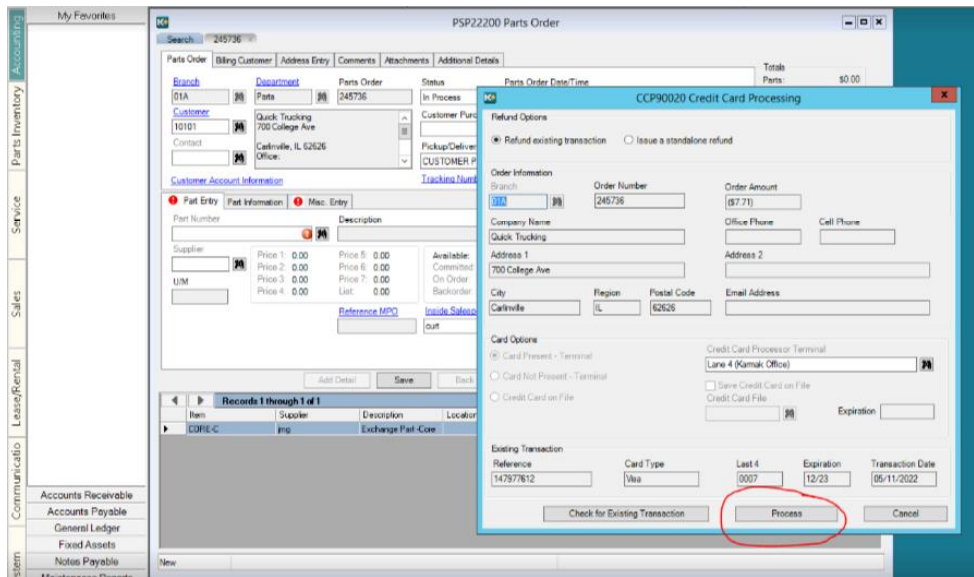 My Favorites
Accounting
Parts Inventory
Service
Sales
Lease/Rental
Communicatio
stem
Accounts Receivable
Accounts Payable
General Ledger
Fixed Assets
Notes Payable
PSP22200 Parts Order
Search 245736
Parts Order Billing Customer Address Entry Comments Attachments Additional Details
Totals
Parts: $0.00
Branch Department Parts Order Status Parts Order Date/Time
01A Parts 245736 In Process
Customer Customer Purc
10101 Quick Trucking
700 College Ave
Contact Carlinville, IL 62626 Pickup/Deliver
Office: CUSTOMER P
Customer Account Information Tracking Numb
Part Entry Part Information Misc. Entry
Part Number Description
Supplier Price 1: 0.00 Price 5: 0.00 Available:
Price 2: 0.00 Price 6: 0.00 Committed:
U/M Price 3: 0.00 Price 7: 0.00 On Order:
Price 4: 0.00 List: 0.00 Backorder:
Reference MPO Inside Salesp
curt
Add Detail Save Back
Records 1 through 1 of 1
Item Supplier Description Location
CORE-C jmg Exchange Part -Core
New
CCP90020 Credit Card Processing
Refund Options
Refund existing transaction Issue a standalone refund
Order Information
Branch Order Number Order Amount
01A 245736 ($7.71)
Company Name Office Phone Cell Phone
Quick Trucking
Address 1 Address 2
700 College Ave
City Region Postal Code Email Address
Carlinville IL 62626
Card Options
Card Present - Terminal Credit Card Processor Terminal
Lane 4 (Karmak Office)
Card Not Present - Terminal Save Credit Card on File
Credit Card on File Credit Card File Expiration
Existing Transaction
Reference Card Type Last 4 Expiration Transaction Date
147977612 Visa 0007 12/23 05/11/2022
Check for Existing Transaction Process Cancel